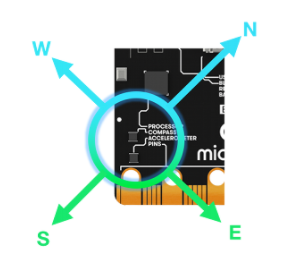 N
W
PROCESSOR
COMPASS
ACCELEROMETER
PINS
mic
S
E